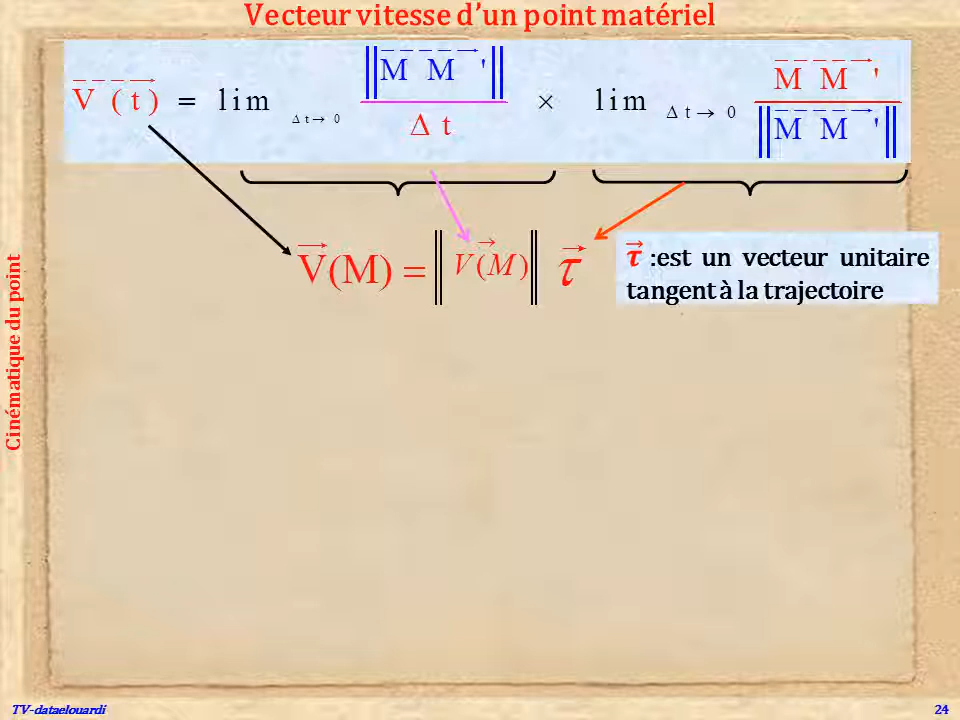 Vecteur vitesse d’un point matériel
V(t) = lim Δt→0 ‖MM'‖ / Δt × lim Δt→0 MM' / ‖MM'‖
V(M) = ‖V(M)‖ τ
τ :est un vecteur unitaire
tangent à la trajectoire
Cinématique du point
TV-dataelouardi
24